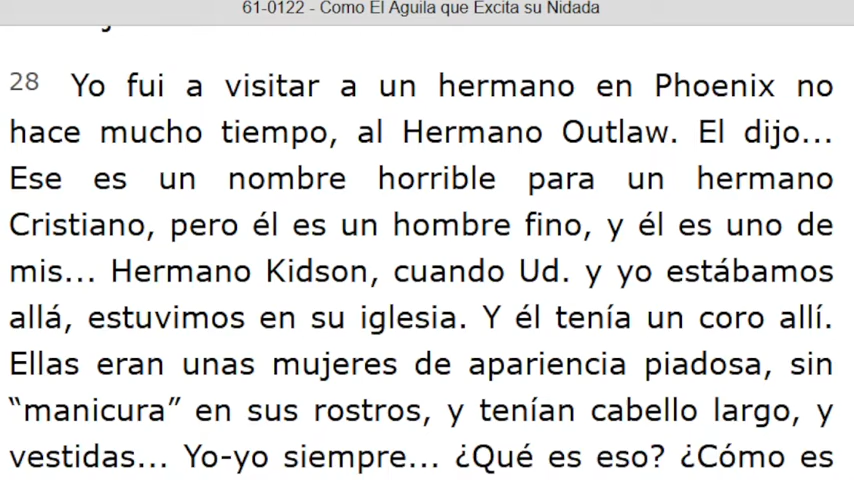 61-0122 - Como El Aguila que Excita su Nidada
28 Yo fui a visitar a un hermano en Phoenix no
hace mucho tiempo, al Hermano Outlaw. El dijo...
Ese es un nombre horrible para un hermano
Cristiano, pero él es un hombre fino, y él es uno de
mis... Hermano Kidson, cuando Ud. y yo estábamos
allá, estuvimos en su iglesia. Y él tenía un coro allí.
Ellas eran unas mujeres de apariencia piadosa, sin
“manicura” en sus rostros, y tenían cabello largo, y
vestidas... Yo-yo siempre... ¿Qué es eso? ¿Cómo es